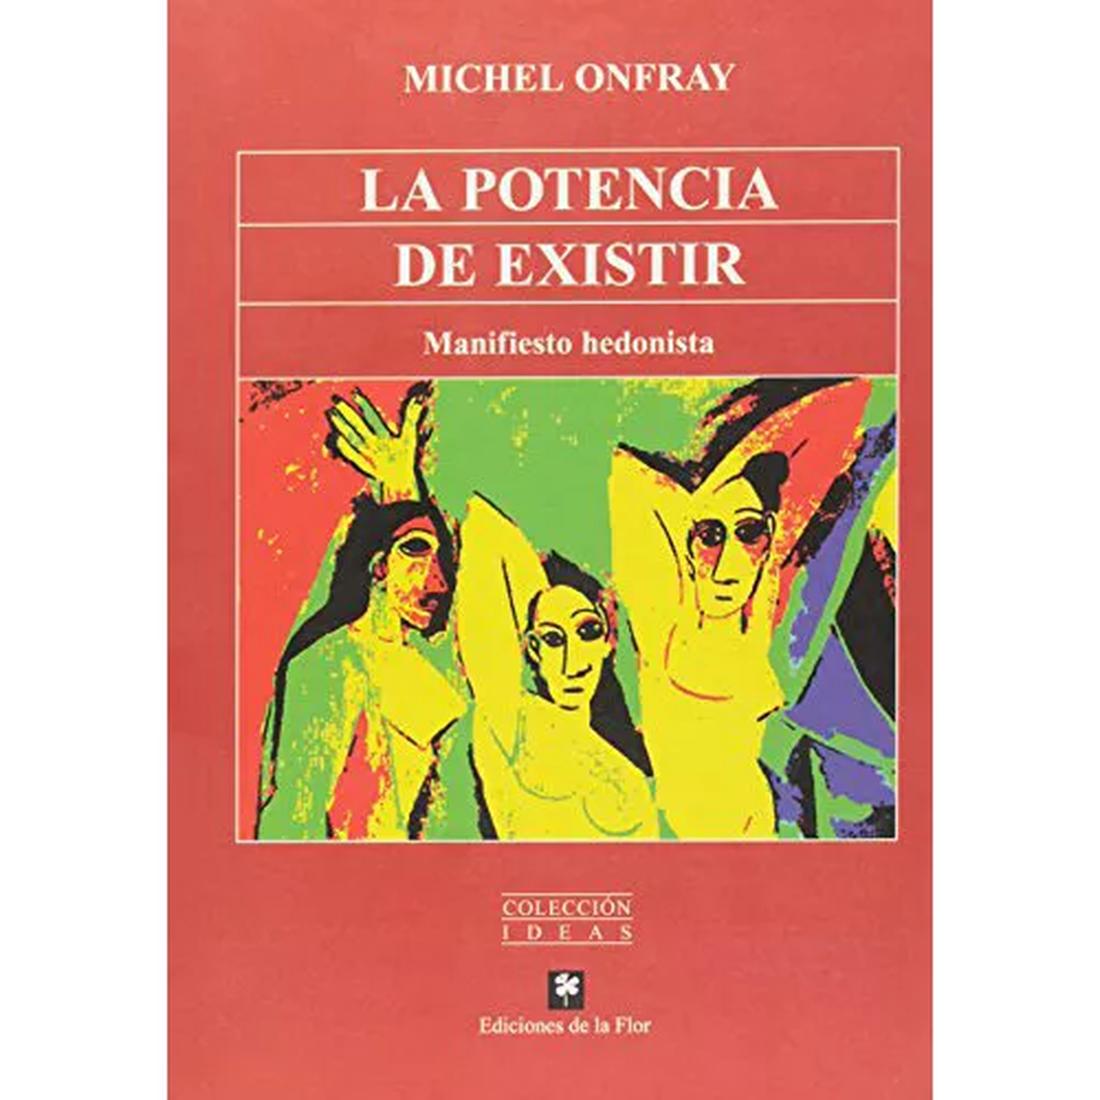 MICHEL ONFRAY
LA POTENCIA
DE EXISTIR
Manifiesto hedonista
COLECCIÓN
IDEAS
Ediciones de la Flor